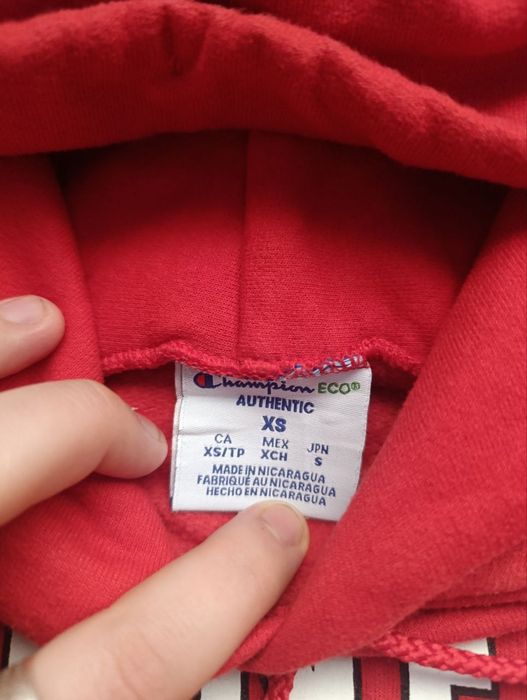 Champion ECO®
AUTHENTIC
XS
CA MEX JPN
XS/TP XCH S
MADE IN NICARAGUA
FABRIQUÉ AU NICARAGUA
HECHO EN NICARAGUA